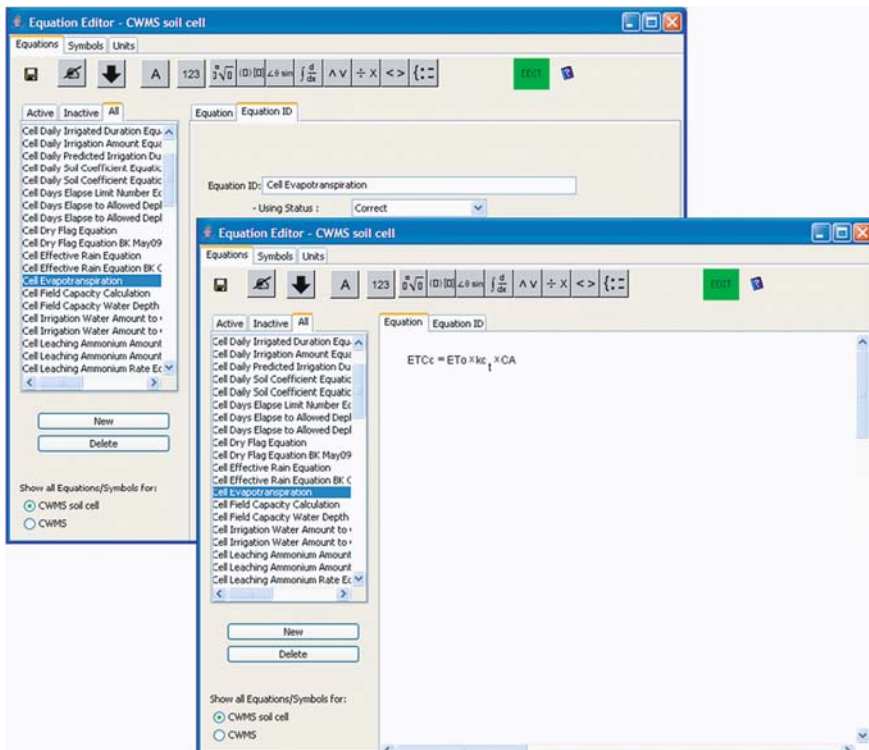 Equation Editor - CWMS soil cell
Equations Symbols Units
A 123 (□) [□] ∠θ sin ∫ d/dx ∧ ∨ ÷ × < > EDIT
Active Inactive All
Equation Equation ID
Cell Daily Irrigated Duration Equ
Cell Daily Irrigation Amount Equa
Cell Daily Predicted Irrigation Du
Cell Daily Soil Coefficient Equatic
Cell Daily Soil Coefficient Equatic
Cell Days Elapse Limit Number Ec
Cell Days Elapse to Allowed Depl
Cell Days Elapse to Allowed Depl
Cell Dry Flag Equation
Cell Dry Flag Equation BK May09
Cell Effective Rain Equation
Cell Effective Rain Equation BK C
Cell Evapotranspiration
Cell Field Capacity Calculation
Cell Field Capacity Water Depth
Cell Irrigation Water Amount to
Cell Irrigation Water Amount to
Cell Leaching Ammonium Amount
Cell Leaching Ammonium Amount
Cell Leaching Ammonium Rate Ec
Equation ID: Cell Evapotranspiration
- Using Status : Correct
New
Delete
Show all Equations/Symbols for:
CWMS soil cell
CWMS
Equation Editor - CWMS soil cell
Equations Symbols Units
A 123 (□) [□] ∠θ sin ∫ d/dx ∧ ∨ ÷ × < > EDIT
Active Inactive All
Equation Equation ID
Cell Daily Irrigated Duration Equ
Cell Daily Irrigation Amount Equa
Cell Daily Predicted Irrigation Du
Cell Daily Soil Coefficient Equatic
Cell Daily Soil Coefficient Equatic
Cell Days Elapse Limit Number Ec
Cell Days Elapse to Allowed Depl
Cell Days Elapse to Allowed Depl
Cell Dry Flag Equation
Cell Dry Flag Equation BK May09
Cell Effective Rain Equation
Cell Effective Rain Equation BK C
Cell Evapotranspiration
Cell Field Capacity Calculation
Cell Field Capacity Water Depth
Cell Irrigation Water Amount to
Cell Irrigation Water Amount to
Cell Leaching Ammonium Amount
Cell Leaching Ammonium Amount
Cell Leaching Ammonium Rate Ec
ETCc = ETo × kc t × CA
New
Delete
Show all Equations/Symbols for:
CWMS soil cell
CWMS